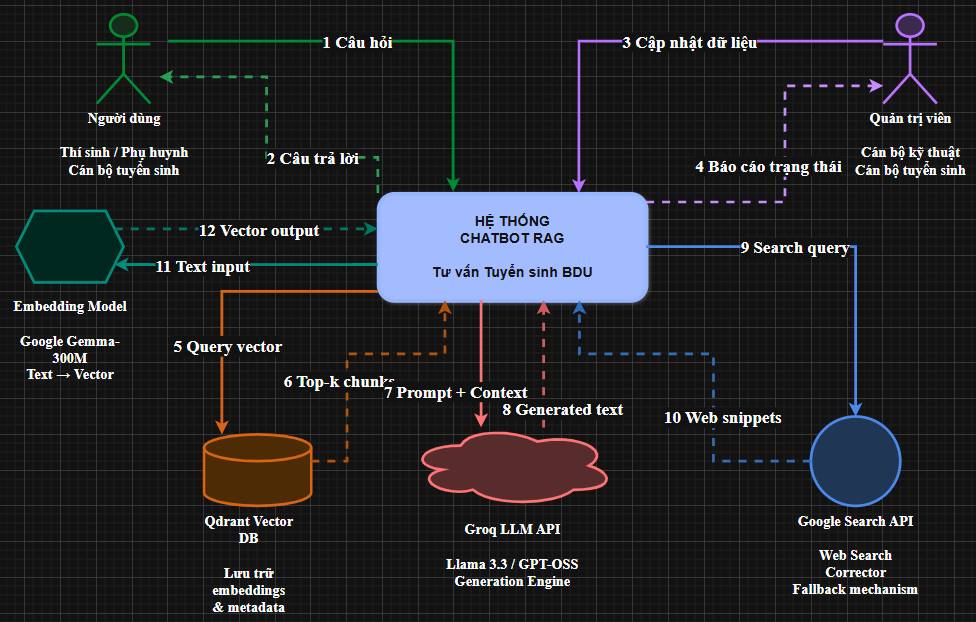 1 Câu hỏi
3 Cập nhật dữ liệu
Người dùng
Thí sinh / Phụ huynh
Cán bộ tuyển sinh
2 Câu trả lời
Quản trị viên
Cán bộ kỹ thuật
Cán bộ tuyển sinh
4 Báo cáo trạng thái
HỆ THỐNG
CHATBOT RAG
Tư vấn Tuyển sinh BDU
12 Vector output
11 Text input
9 Search query
Embedding Model
Google Gemma-
300M
Text → Vector
5 Query vector
6 Top-k chunks
7 Prompt + Context
8 Generated text
10 Web snippets
Qdrant Vector
DB
Lưu trữ
embeddings
& metadata
Groq LLM API
Llama 3.3 / GPT-OSS
Generation Engine
Google Search API
Web Search
Corrector
Fallback mechanism